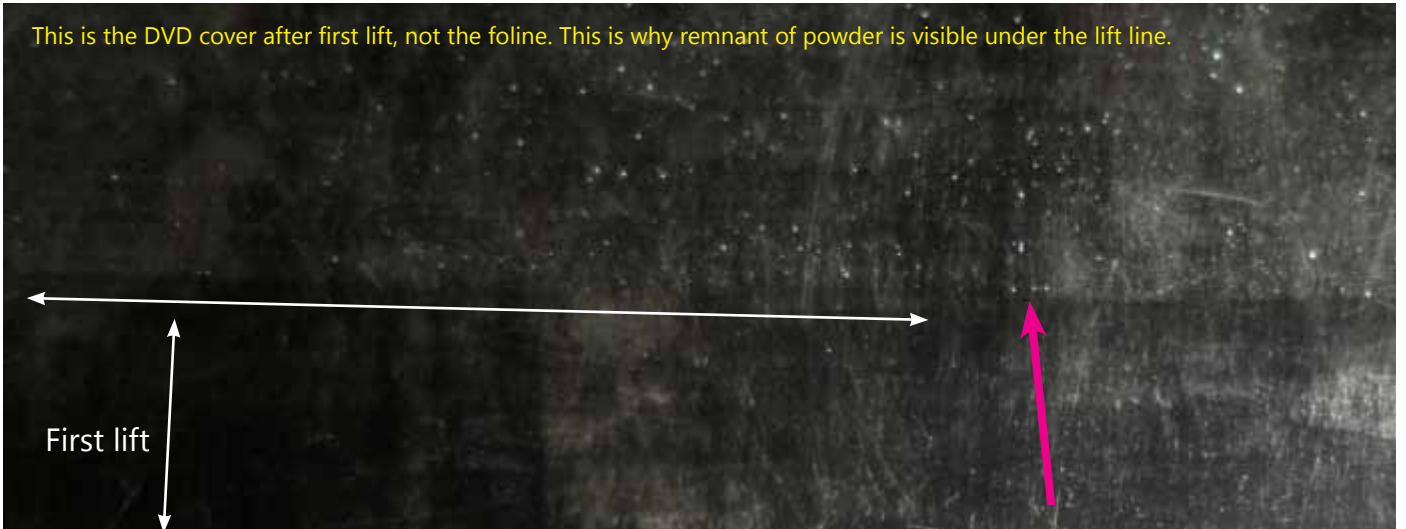 This is the DVD cover after first lift, not the foline. This is why remnant of powder is visible under the lift line.
First lift